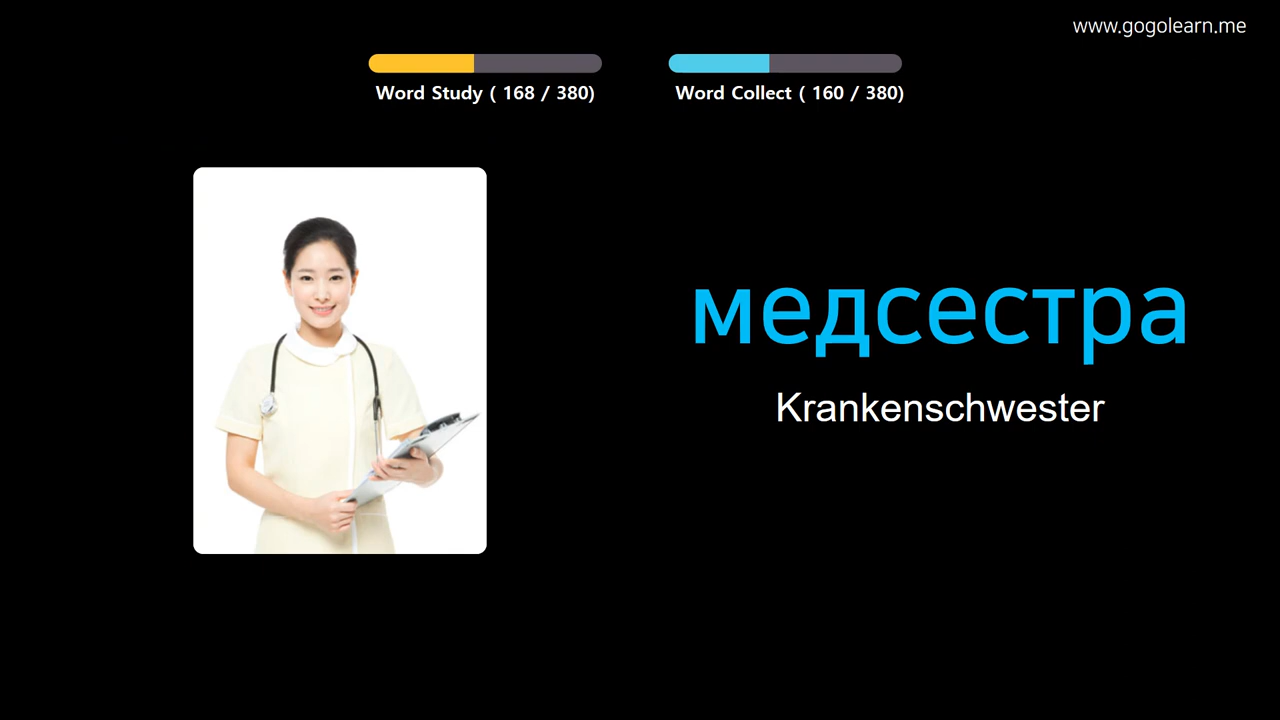 www.gogolearn.me
Word Study ( 168 / 380)
Word Collect ( 160 / 380)
медсестра
Krankenschwester